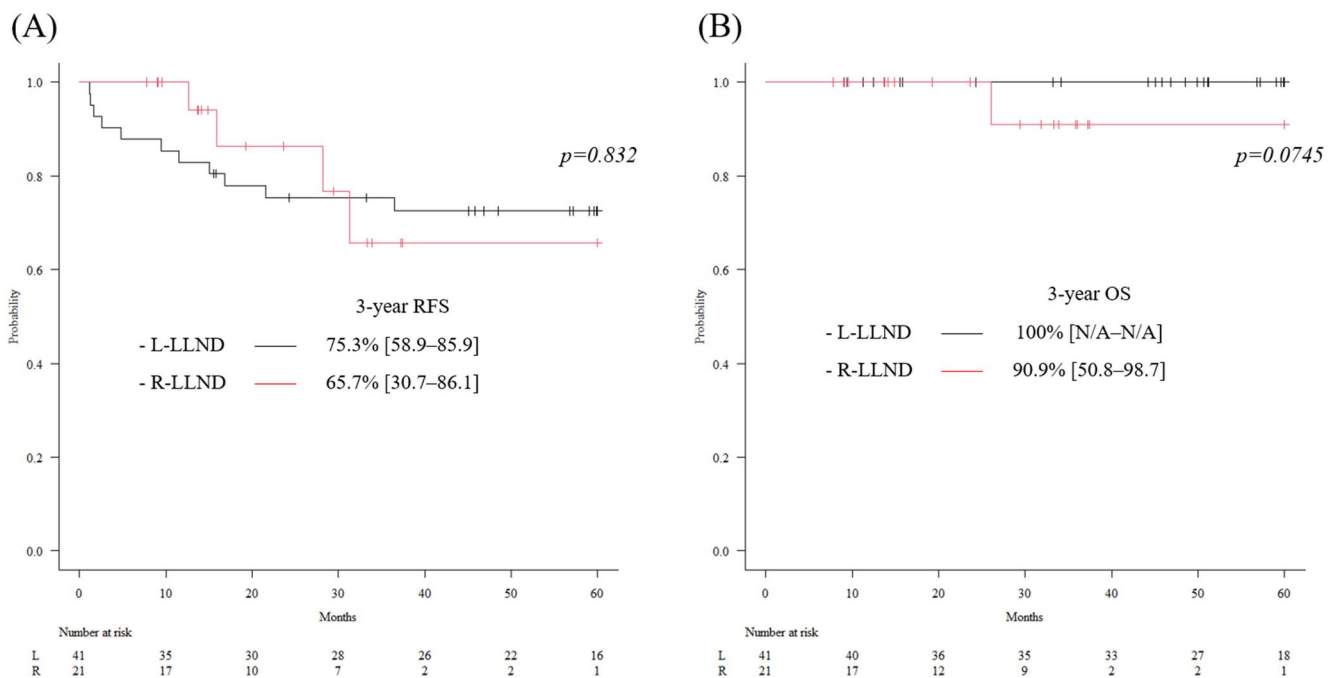 (A)
1.0
0.8
0.6
0.4
0.2
0.0
Probability
p=0.832
3-year RFS
- L-LLND 75.3% [58.9–85.9]
- R-LLND 65.7% [30.7–86.1]
0 10 20 30 40 50 60
Months
Number at risk
L 41 35 30 28 26 22 16
R 21 17 10 7 2 2 1
(B)
1.0
0.8
0.6
0.4
0.2
0.0
Probability
p=0.0745
3-year OS
- L-LLND 100% [N/A–N/A]
- R-LLND 90.9% [50.8–98.7]
0 10 20 30 40 50 60
Months
Number at risk
L 41 40 36 35 33 27 18
R 21 17 12 9 2 2 1